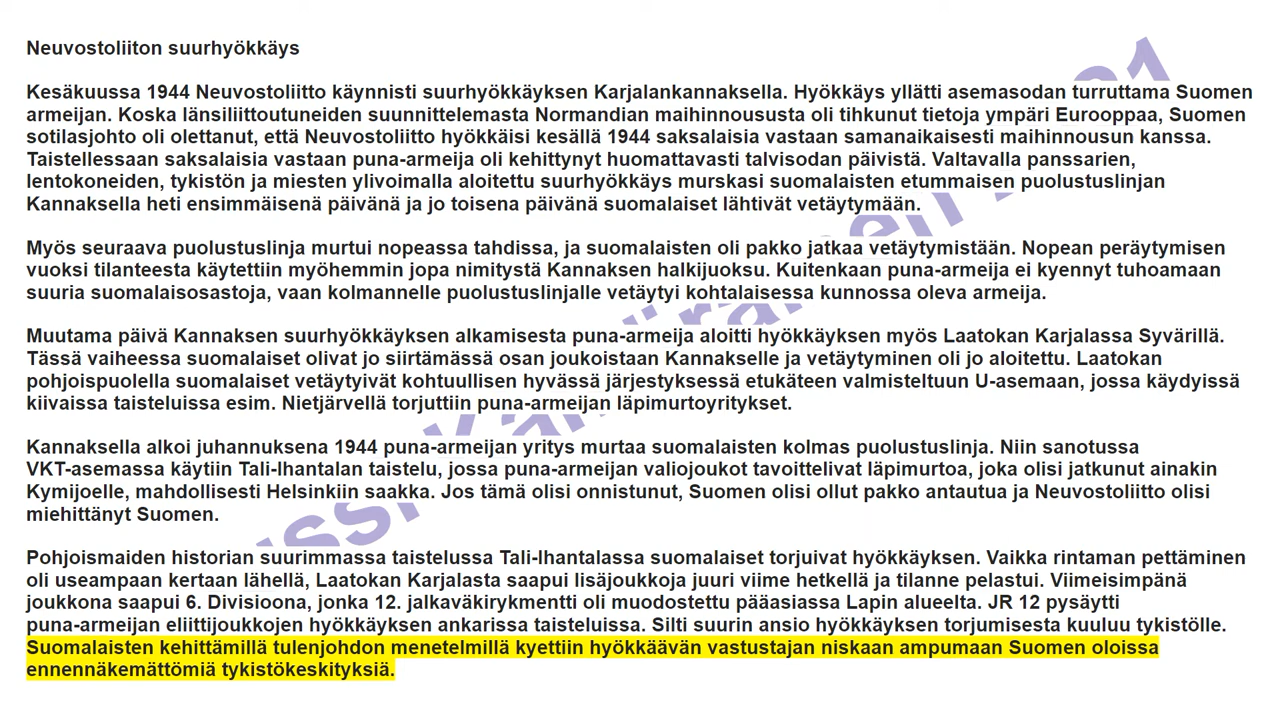 Neuvostoliiton suurhyökkäys
Kesäkuussa 1944 Neuvostoliitto käynnisti suurhyökkäyksen Karjalankannaksella. Hyökkäys yllätti asemasodan turruttama Suomen
armeijan. Koska länsiliittoutuneiden suunnittelemasta Normandian maihinnoususta oli tihkunut tietoja ympäri Eurooppaa, Suomen
sotilasjohto oli olettanut, että Neuvostoliitto hyökkäisi kesällä 1944 saksalaisia vastaan samanaikaisesti maihinnousun kanssa.
Taistellessaan saksalaisia vastaan puna-armeija oli kehittynyt huomattavasti talvisodan päivistä. Valtavalla panssarien,
lentokoneiden, tykistön ja miesten ylivoimalla aloitettu suurhyökkäys murskasi suomalaisten etummaisen puolustuslinjan
Kannaksella heti ensimmäisenä päivänä ja jo toisena päivänä suomalaiset lähtivät vetäytymään.
Myös seuraava puolustuslinja murtui nopeassa tahdissa, ja suomalaisten oli pakko jatkaa vetäytymistään. Nopean peräytymisen
vuoksi tilanteesta käytettiin myöhemmin jopa nimitystä Kannaksen halkijuoksu. Kuitenkaan puna-armeija ei kyennyt tuhoamaan
suuria suomalaisosastoja, vaan kolmannelle puolustuslinjalle vetäytyi kohtalaisessa kunnossa oleva armeija.
Muutama päivä Kannaksen suurhyökkäyksen alkamisesta puna-armeija aloitti hyökkäyksen myös Laatokan Karjalassa Syvärillä.
Tässä vaiheessa suomalaiset olivat jo siirtämässä osan joukoistaan Kannakselle ja vetäytyminen oli jo aloitettu. Laatokan
pohjoispuolella suomalaiset vetäytyivät kohtuullisen hyvässä järjestyksessä etukäteen valmisteltuun U-asemaan, jossa käydyissä
kiivaissa taisteluissa esim. Nietjärvellä torjuttiin puna-armeijan läpimurtoyritykset.
Kannaksella alkoi juhannuksena 1944 puna-armeijan yritys murtaa suomalaisten kolmas puolustuslinja. Niin sanotussa
VKT-asemassa käytiin Tali-Ihantalan taistelu, jossa puna-armeijan valiojoukot tavoittelivat läpimurtoa, joka olisi jatkunut ainakin
Kymijoelle, mahdollisesti Helsinkiin saakka. Jos tämä olisi onnistunut, Suomen olisi ollut pakko antautua ja Neuvostoliitto olisi
miehittänyt Suomen.
Pohjoismaiden historian suurimmassa taistelussa Tali-Ihantalassa suomalaiset torjuivat hyökkäyksen. Vaikka rintaman pettäminen
oli useampaan kertaan lähellä, Laatokan Karjalasta saapui lisäjoukkoja juuri viime hetkellä ja tilanne pelastui. Viimeisimpänä
joukkona saapui 6. Divisioona, jonka 12. jalkaväkirykmentti oli muodostettu pääasiassa Lapin alueelta. JR 12 pysäytti
puna-armeijan eliittijoukkojen hyökkäyksen ankarissa taisteluissa. Silti suurin ansio hyökkäyksen torjumisesta kuuluu tykistölle.
Suomalaisten kehittämillä tulenjohdon menetelmillä kyettiin hyökkäävän vastustajan niskaan ampumaan Suomen oloissa
ennennäkemättömiä tykistökeskityksiä.